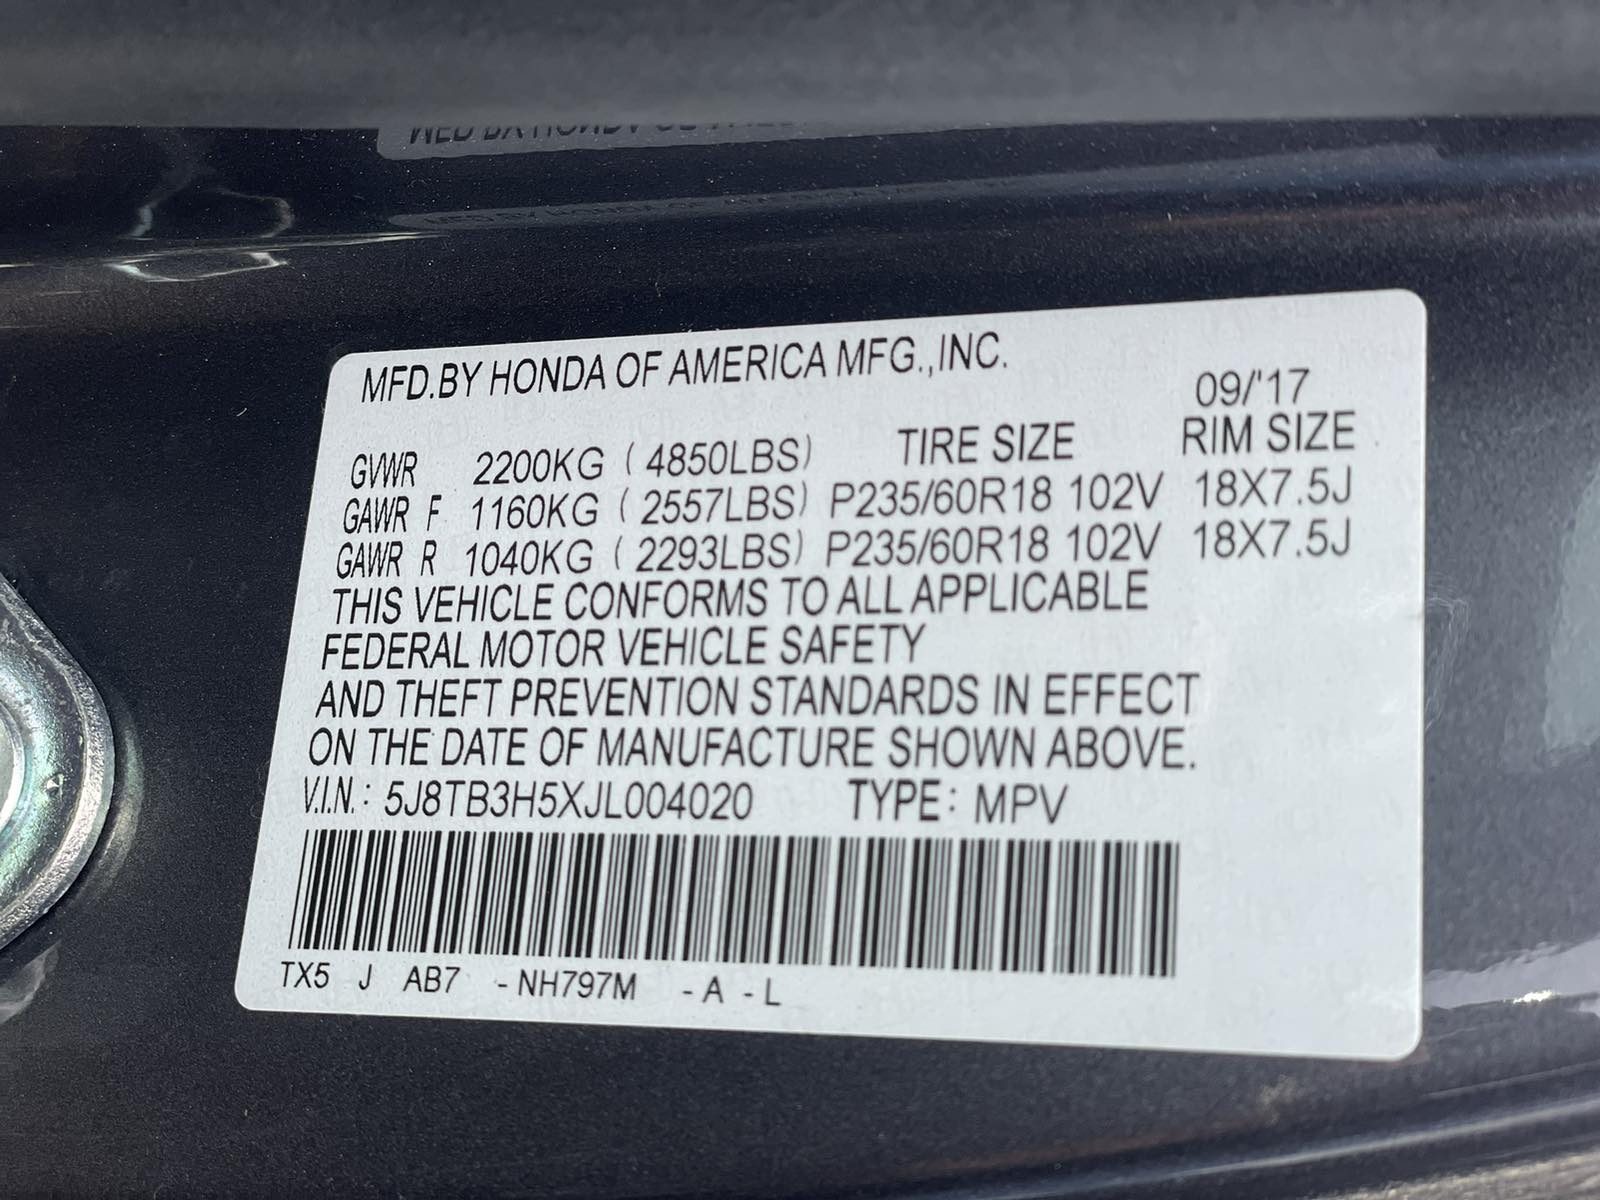 MFD.BY HONDA OF AMERICA MFG.,INC.
09/'17
GVWR 2200KG (4850LBS) TIRE SIZE RIM SIZE
GAWR F 1160KG (2557LBS) P235/60R18 102V 18X7.5J
GAWR R 1040KG (2293LBS) P235/60R18 102V 18X7.5J
THIS VEHICLE CONFORMS TO ALL APPLICABLE
FEDERAL MOTOR VEHICLE SAFETY
AND THEFT PREVENTION STANDARDS IN EFFECT
ON THE DATE OF MANUFACTURE SHOWN ABOVE.
V.I.N.: 5J8TB3H5XJL004020 TYPE: MPV
TX5 J AB7 -NH797M -A -L